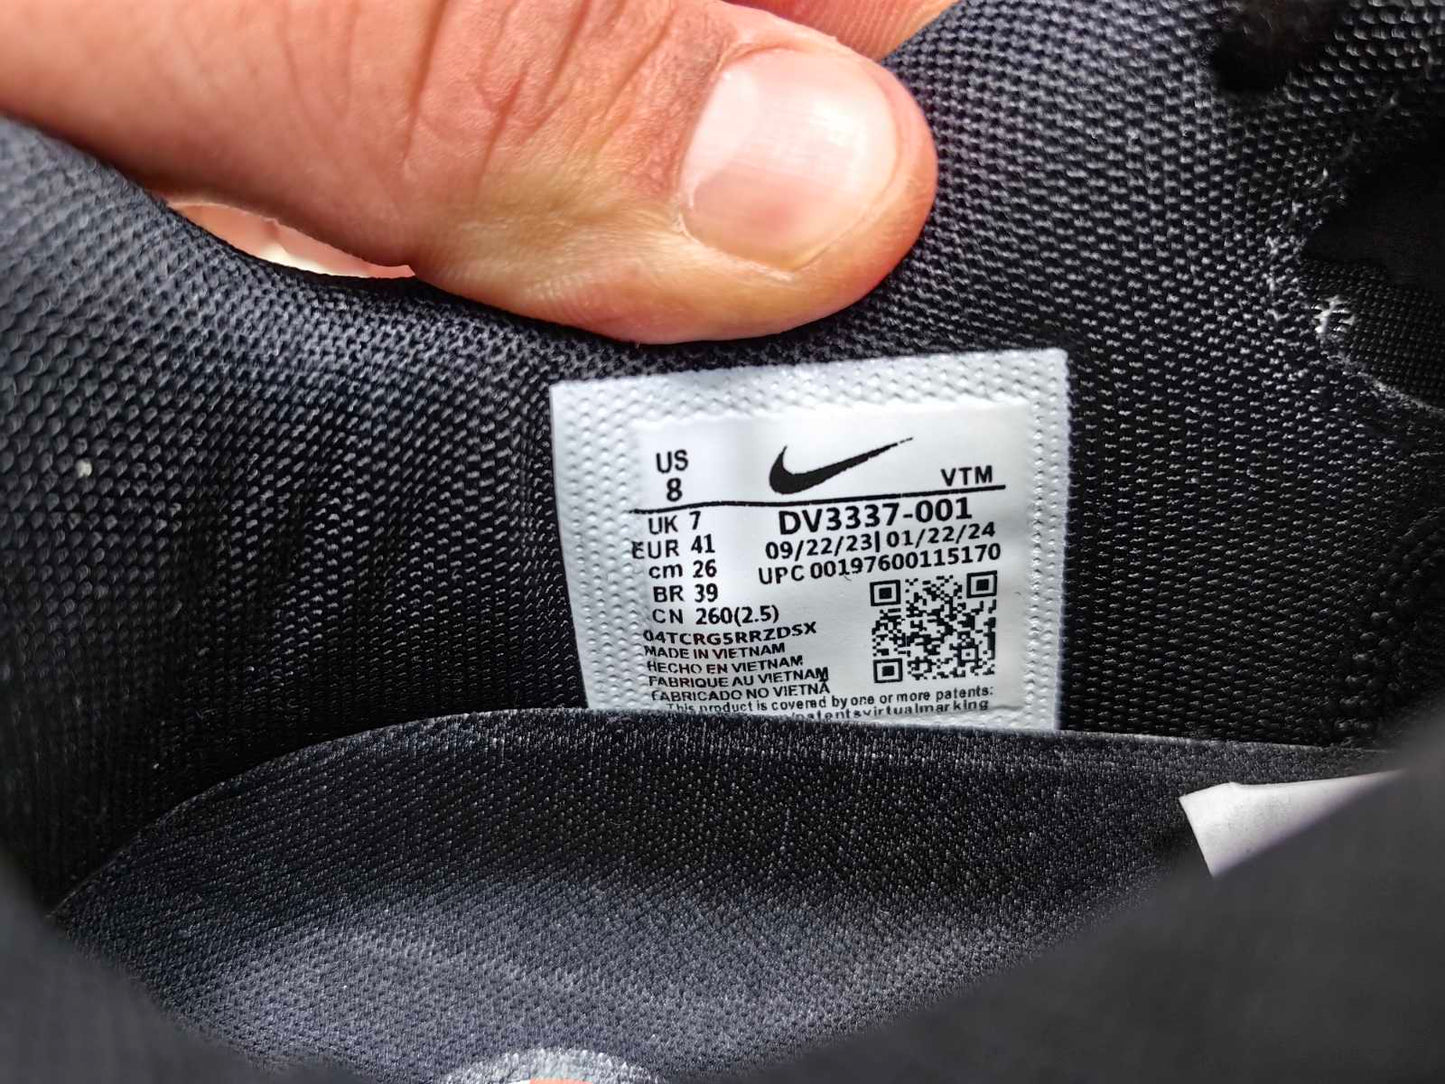 US
8
VTM
UK 7
EUR 41
cm 26
BR 39
CN 260(2.5)
DV3337-001
09/22/23|01/22/24
UPC 00197600115170
04TCRG5RRZDSX
MADE IN VIETNAM
HECHO EN VIETNAM
FABRIQUE AU VIETNAM
FABRICADO NO VIETNÃ
This product is covered by one or more patents:
patentsvirtualmarking